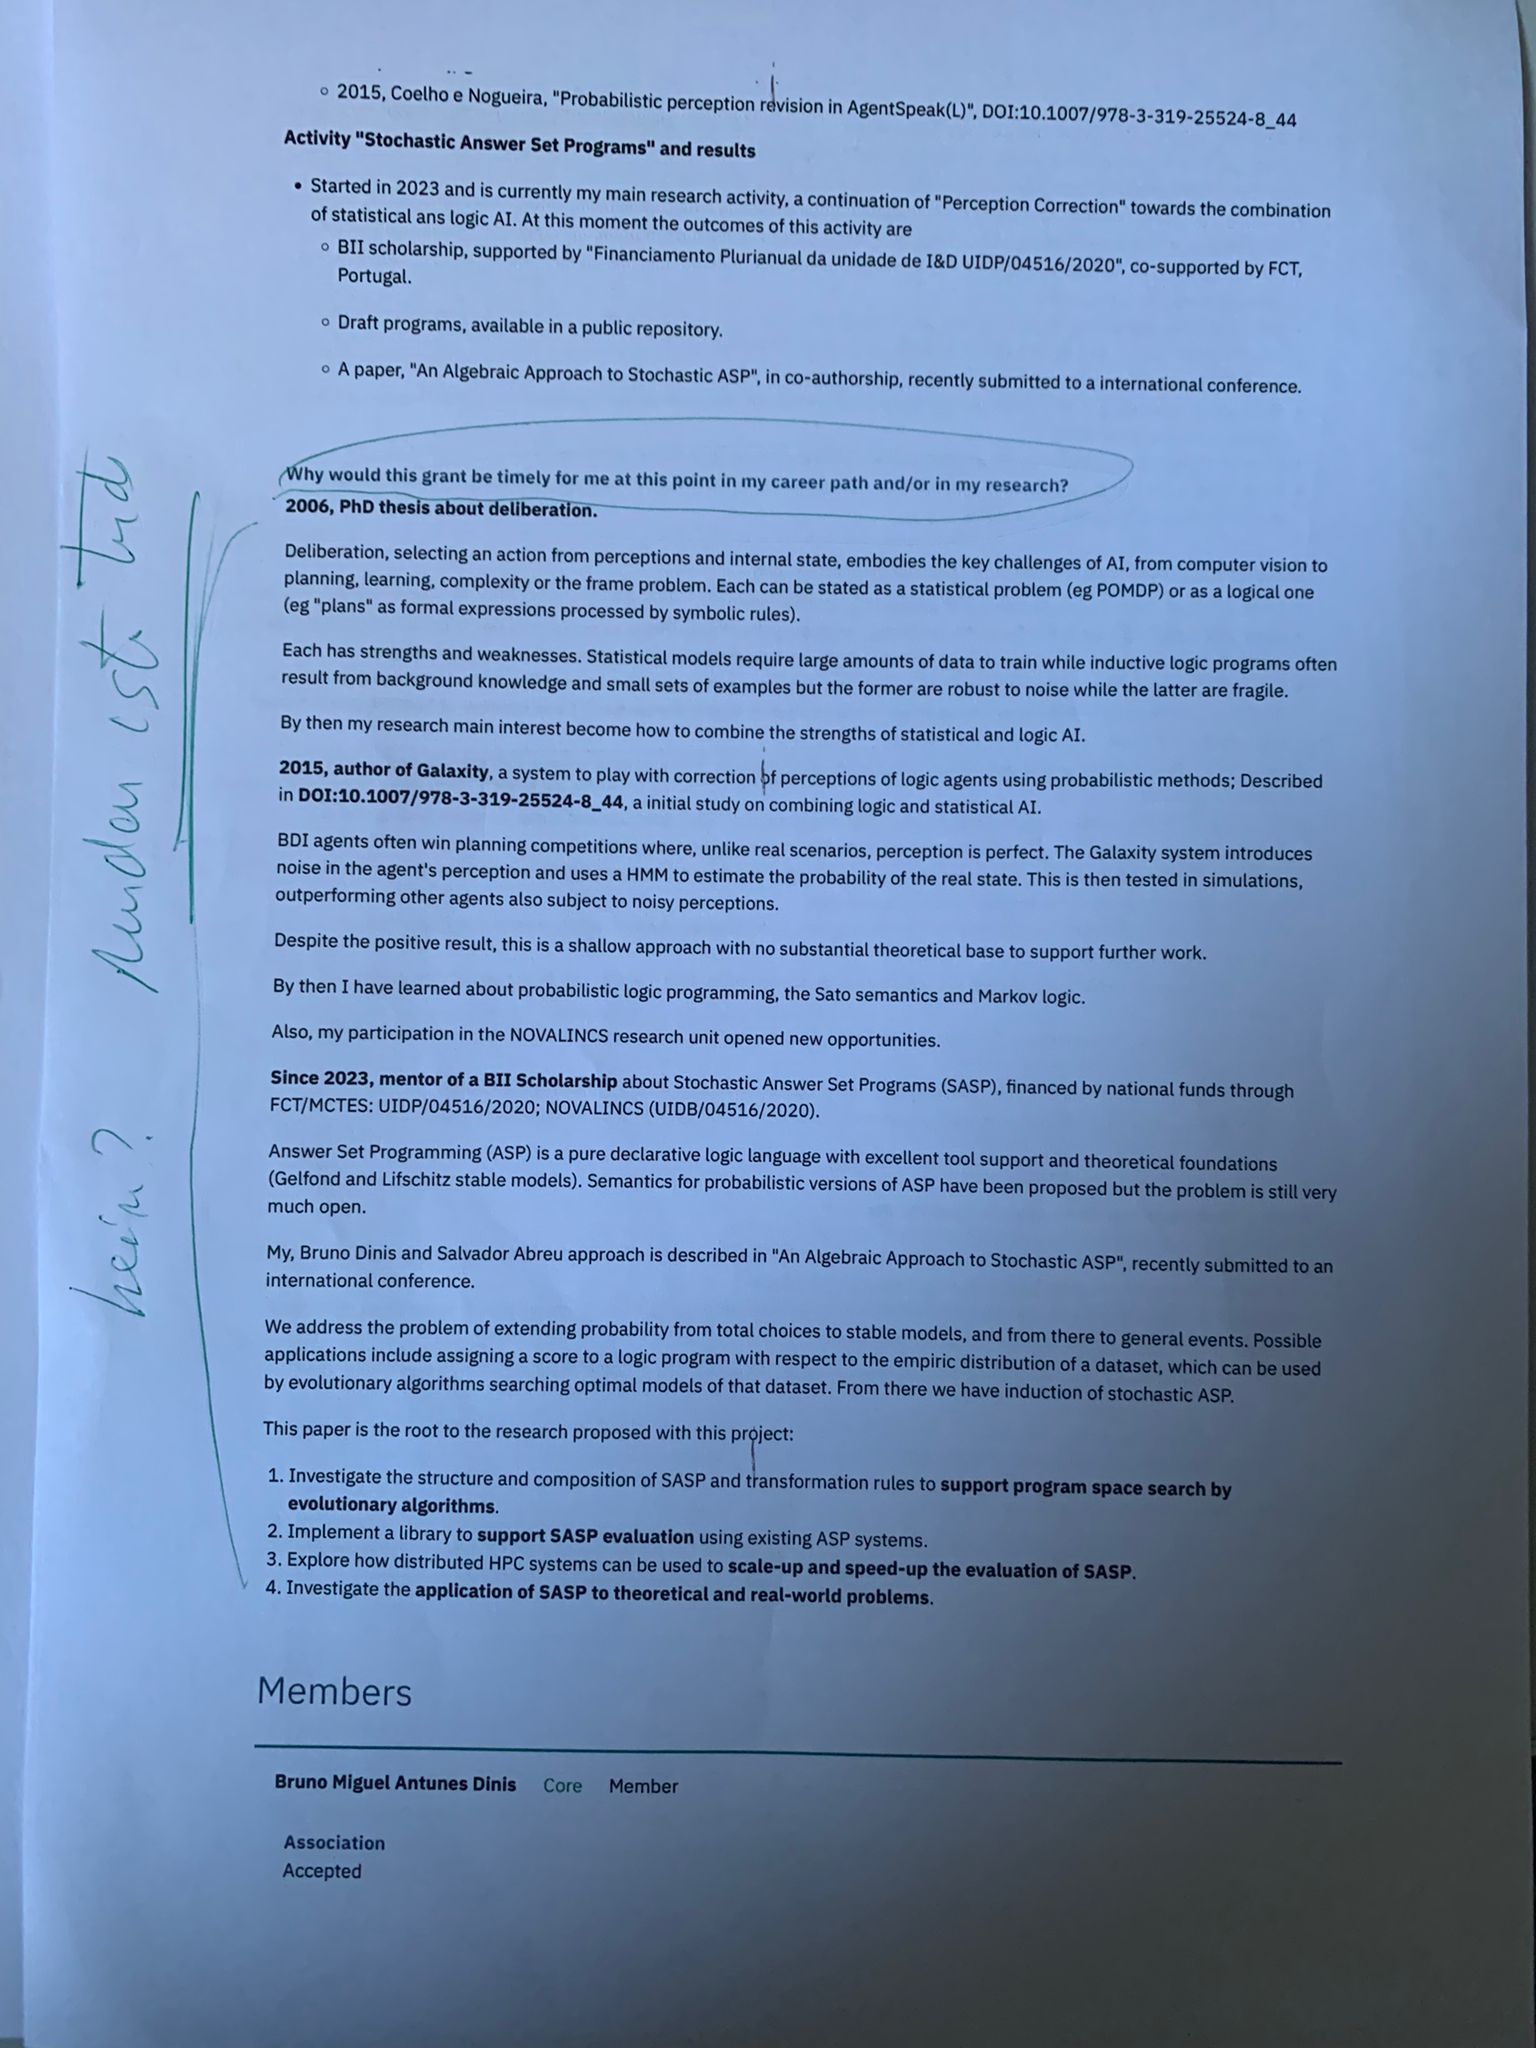 2015, Coelho e Nogueira, "Probabilistic perception revision in AgentSpeak(L)", DOI:10.1007/978-3-319-25524-8_44
Activity "Stochastic Answer Set Programs" and results
Started in 2023 and is currently my main research activity, a continuation of "Perception Correction" towards the combination
of statistical ans logic AI. At this moment the outcomes of this activity are
BII scholarship, supported by "Financiamento Plurianual da unidade de I&D UIDP/04516/2020", co-supported by FCT,
Portugal.
Draft programs, available in a public repository.
A paper, "An Algebraic Approach to Stochastic ASP", in co-authorship, recently submitted to a international conference.
Why would this grant be timely for me at this point in my career path and/or in my research?
2006, PhD thesis about deliberation.
Deliberation, selecting an action from perceptions and internal state, embodies the key challenges of AI, from computer vision to
planning, learning, complexity or the frame problem. Each can be stated as a statistical problem (eg POMDP) or as a logical one
(eg "plans" as formal expressions processed by symbolic rules).
Each has strengths and weaknesses. Statistical models require large amounts of data to train while inductive logic programs often
result from background knowledge and small sets of examples but the former are robust to noise while the latter are fragile.
By then my research main interest become how to combine the strengths of statistical and logic AI.
2015, author of Galaxity, a system to play with correction of perceptions of logic agents using probabilistic methods; Described
in DOI:10.1007/978-3-319-25524-8_44, a initial study on combining logic and statistical AI.
BDI agents often win planning competitions where, unlike real scenarios, perception is perfect. The Galaxity system introduces
noise in the agent's perception and uses a HMM to estimate the probability of the real state. This is then tested in simulations,
outperforming other agents also subject to noisy perceptions.
Despite the positive result, this is a shallow approach with no substantial theoretical base to support further work.
By then I have learned about probabilistic logic programming, the Sato semantics and Markov logic.
Also, my participation in the NOVALINCS research unit opened new opportunities.
Since 2023, mentor of a BII Scholarship about Stochastic Answer Set Programs (SASP), financed by national funds through
FCT/MCTES: UIDP/04516/2020; NOVALINCS (UIDB/04516/2020).
Answer Set Programming (ASP) is a pure declarative logic language with excellent tool support and theoretical foundations
(Gelfond and Lifschitz stable models). Semantics for probabilistic versions of ASP have been proposed but the problem is still very
much open.
My, Bruno Dinis and Salvador Abreu approach is described in "An Algebraic Approach to Stochastic ASP", recently submitted to an
international conference.
We address the problem of extending probability from total choices to stable models, and from there to general events. Possible
applications include assigning a score to a logic program with respect to the empiric distribution of a dataset, which can be used
by evolutionary algorithms searching optimal models of that dataset. From there we have induction of stochastic ASP.
This paper is the root to the research proposed with this project:
1. Investigate the structure and composition of SASP and transformation rules to support program space search by
evolutionary algorithms.
2. Implement a library to support SASP evaluation using existing ASP systems.
3. Explore how distributed HPC systems can be used to scale-up and speed-up the evaluation of SASP.
4. Investigate the application of SASP to theoretical and real-world problems.
Members
Bruno Miguel Antunes Dinis Core Member
Association
Accepted
hein?